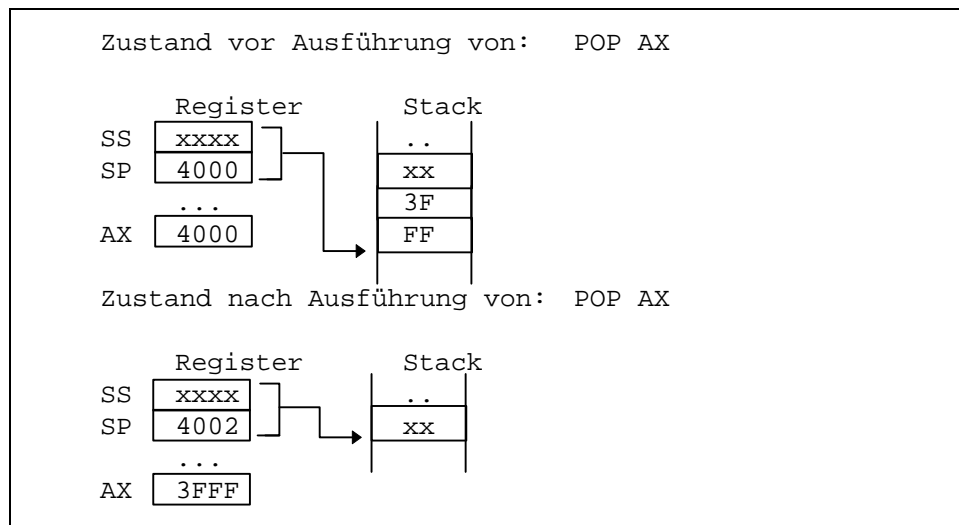 Zustand vor Ausführung von: POP AX
Register Stack
SS xxxx ..
SP 4000 xx
... 3F
AX 4000 FF
Zustand nach Ausführung von: POP AX
Register Stack
SS xxxx ..
SP 4002 xx
...
AX 3FFF